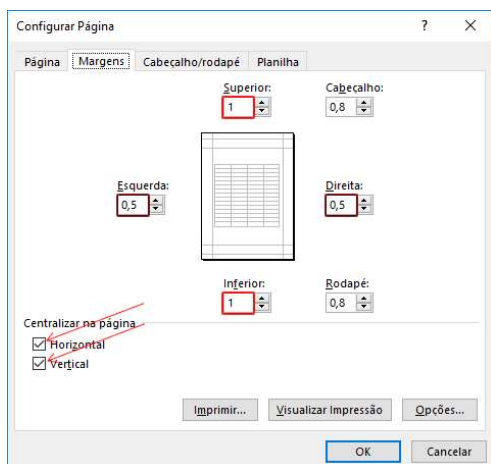 Configurar Página ? X
Página Margens Cabeçalho/rodapé Planilha
Superior: Cabeçalho:
1 0,8
Esquerda: Direita:
0,5 0,5
Inferior: Rodapé:
1 0,8
Centralizar na página
Horizontal
Vertical
Imprimir... Visualizar Impressão Opções...
OK Cancelar